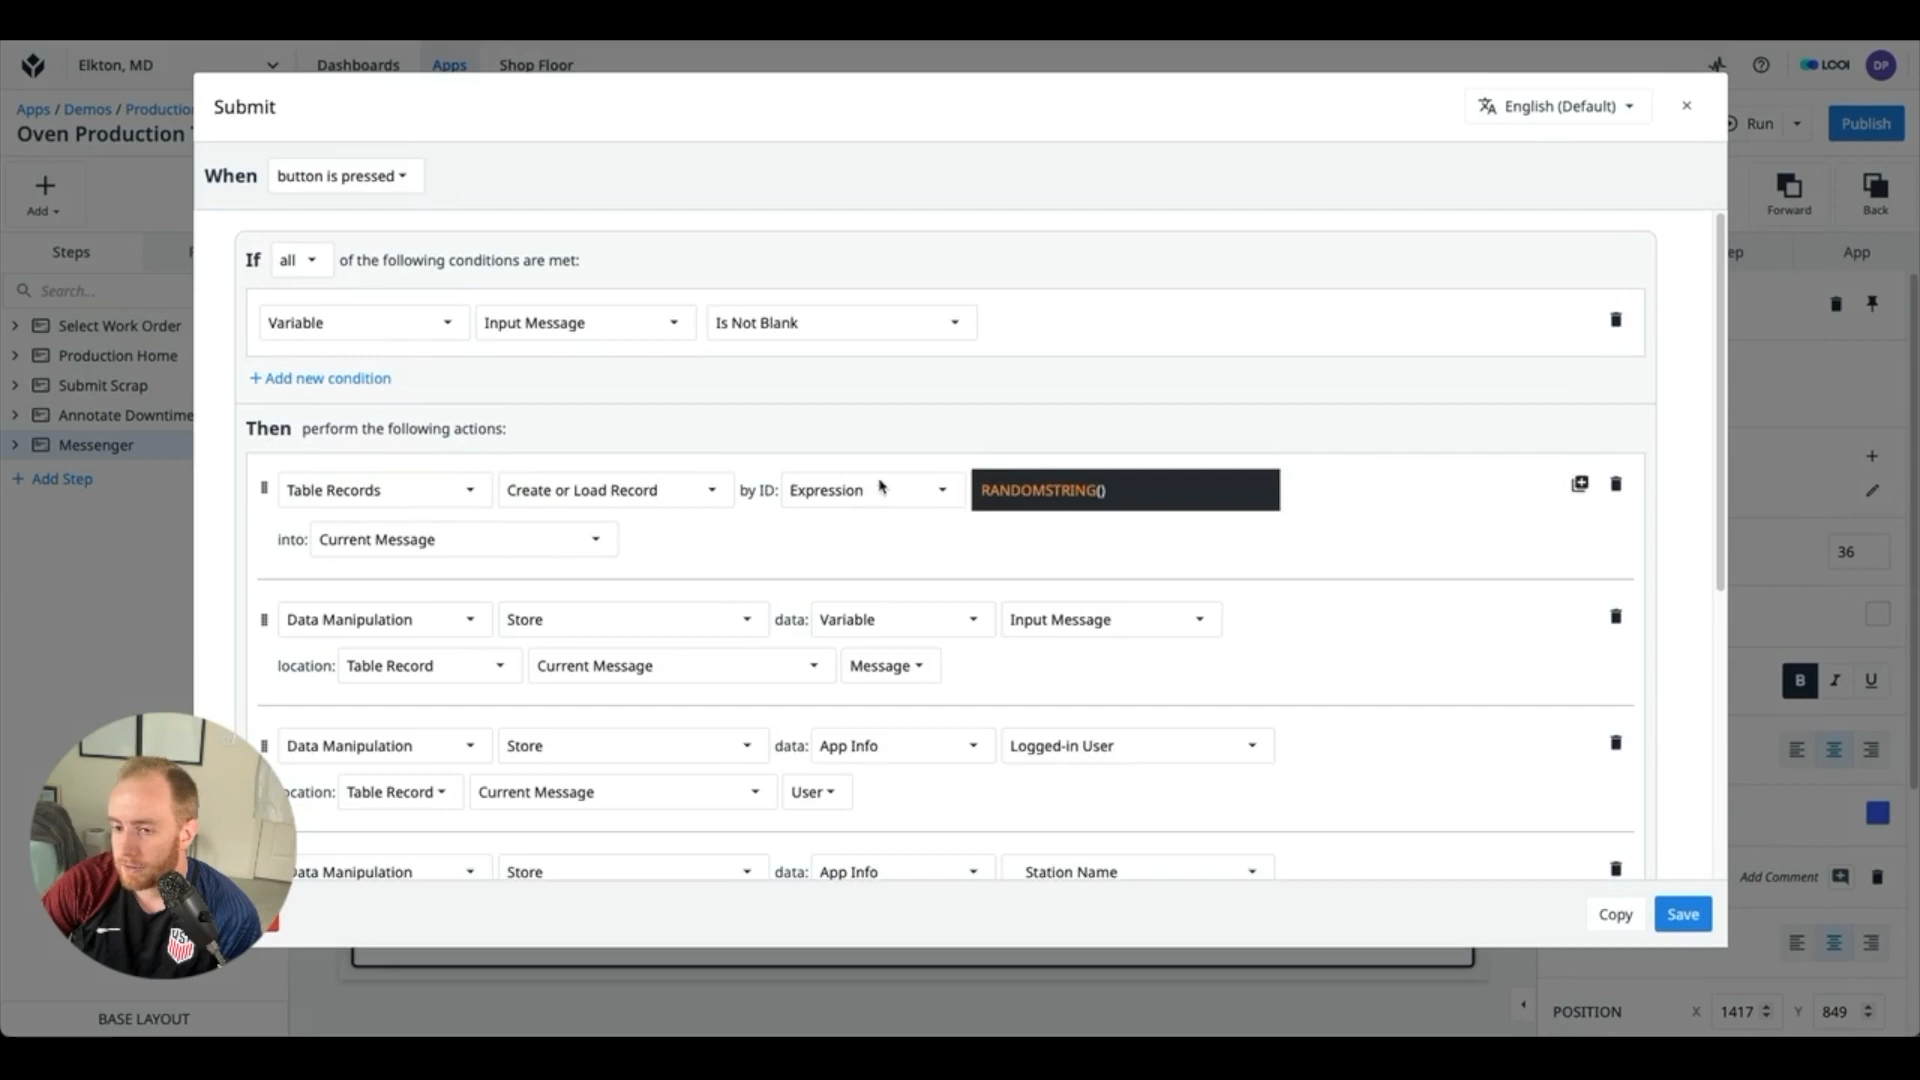 Elkton, MD
Dashboards
Apps
Shop Floor
LOOI
DP
Apps / Demos / Productio
Oven Production
Run
Publish
Add
Forward
Back
Steps
App
Search...
Select Work Order
Production Home
Submit Scrap
Annotate Downtime
Messenger
+ Add Step
Submit
English (Default)
When button is pressed
If all of the following conditions are met:
Variable Input Message Is Not Blank
+ Add new condition
Then perform the following actions:
Table Records Create or Load Record by ID: Expression RANDOMSTRING()
into: Current Message
Data Manipulation Store data: Variable Input Message
location: Table Record Current Message Message
Data Manipulation Store data: App Info Logged-in User
ocation: Table Record Current Message User
Data Manipulation Store data: App Info Station Name
Copy
Save
36
B I U
Add Comment
BASE LAYOUT
POSITION X 1417 Y 849